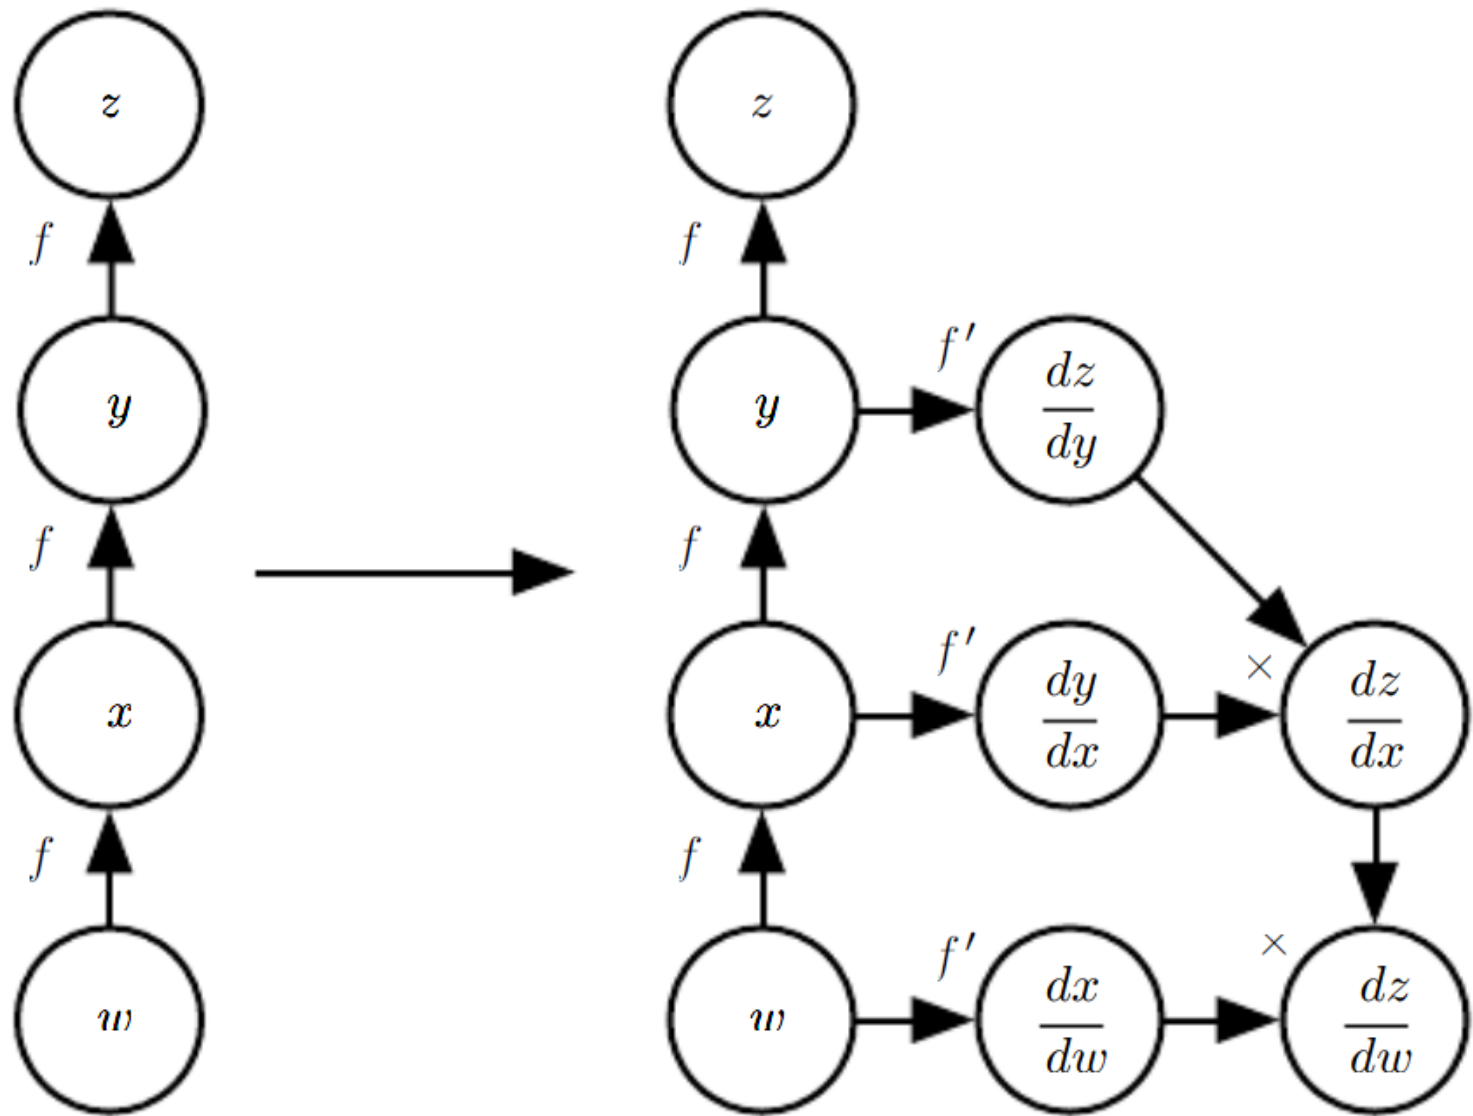 z z
f f
y y f′ dz/dy
f f
x x f′ dy/dx × dz/dx
f f
w w f′ dx/dw × dz/dw